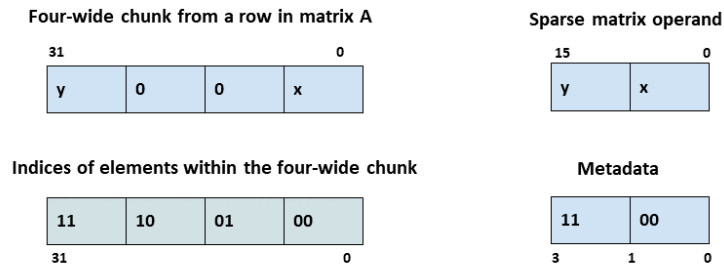 Four-wide chunk from a row in matrix A
31 0
y 0 0 x
Sparse matrix operand
15 0
y x
Indices of elements within the four-wide chunk
11 10 01 00
31 0
Metadata
11 00
3 1 0